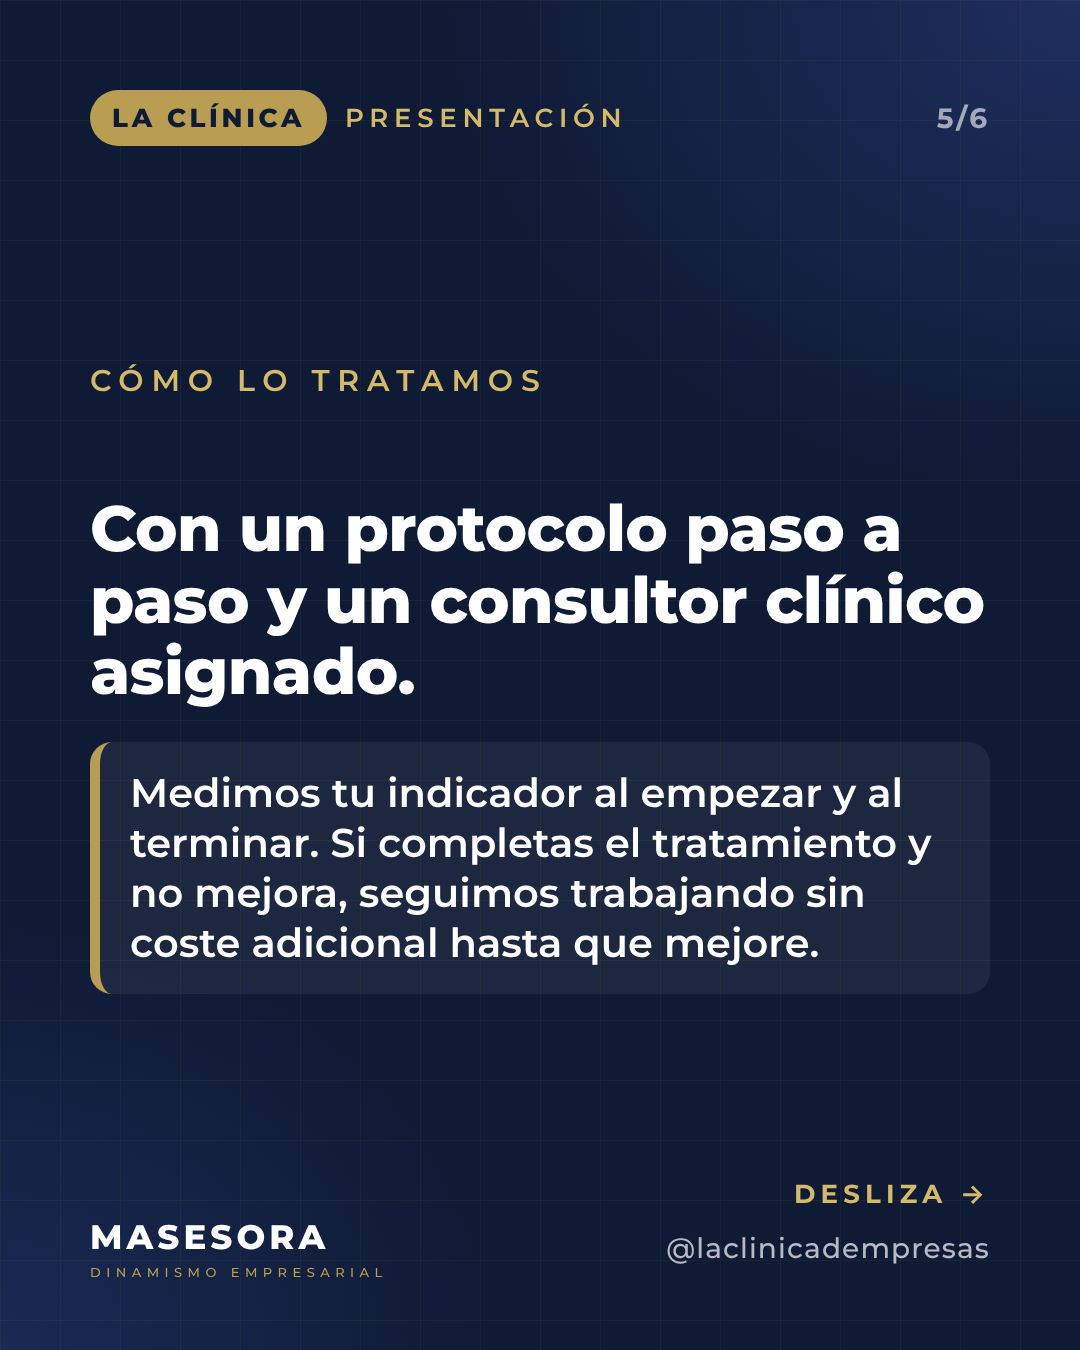 LA CLÍNICA PRESENTACIÓN 5/6
CÓMO LO TRATAMOS
Con un protocolo paso a
paso y un consultor clínico
asignado.
Medimos tu indicador al empezar y al
terminar. Si completas el tratamiento y
no mejora, seguimos trabajando sin
coste adicional hasta que mejore.
DESLIZA →
MASESORA
DINAMISMO EMPRESARIAL
@laclinicadempresas